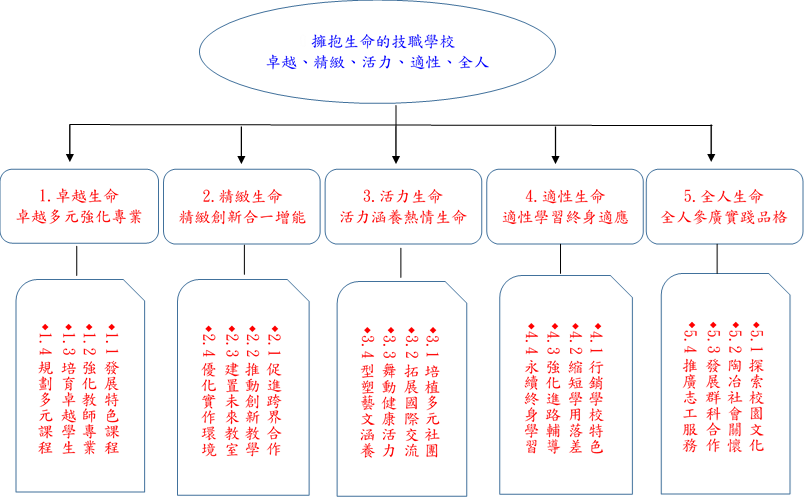 擁抱生命的技職學校
卓越、精緻、活力、適性、全人
1.卓越生命
卓越多元強化專業
2.精緻生命
精緻創新合一增能
3.活力生命
活力涵養熱情生命
4.適性生命
適性學習終身適應
5.全人生命
全人參廣實踐品格
◆1.1 發展特色課程
◆1.2 強化教師專業
◆1.3 培育卓越學生
◆1.4 規劃多元課程
◆2.1 促進跨界合作
◆2.2 推動創新教學
◆2.3 建置未來教室
◆2.4 優化實作環境
◆3.1 培植多元社團
◆3.2 拓展國際交流
◆3.3 舞動健康活力
◆3.4 型塑藝文涵養
◆4.1 行銷學校特色
◆4.2 縮短學用落差
◆4.3 強化進路輔導
◆4.4 永續終身學習
◆5.1 探索校園文化
◆5.2 陶冶社會關懷
◆5.3 發展群科合作
◆5.4 推廣志工服務